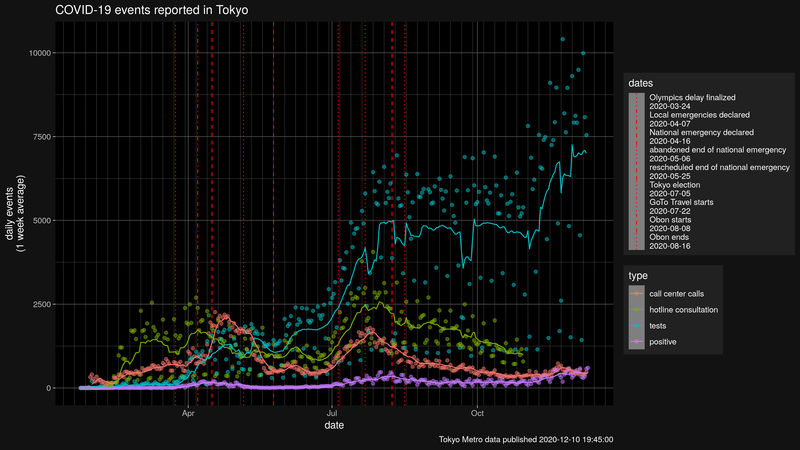 COVID-19 events reported in Tokyo
10000
7500
5000
2500
0
daily events
(1 week average)
Apr
Jul
Oct
date
Tokyo Metro data published 2020-12-10 19:45:00
dates
Olympics delay finalized
2020-03-24
Local emergencies declared
2020-04-07
National emergency declared
2020-04-16
abandoned end of national emergency
2020-05-06
rescheduled end of national emergency
2020-05-25
Tokyo election
2020-07-05
GoTo Travel starts
2020-07-22
Obon starts
2020-08-08
Obon ends
2020-08-16
type
call center calls
hotline consultation
tests
positive